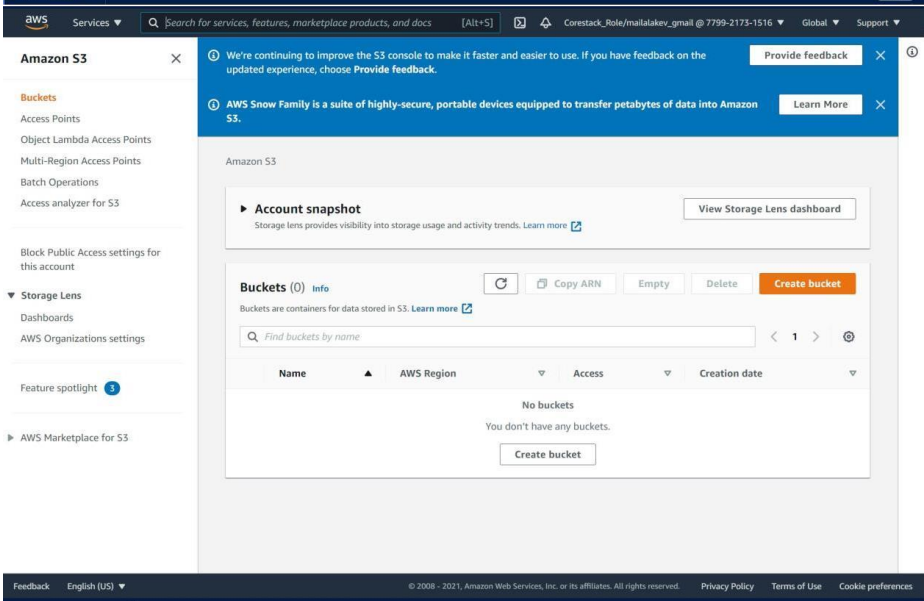 aws
Services ▼
Search for services, features, marketplace products, and docs [Alt+S]
Corestack_Role/mailalakev_gmail @ 7799-2173-1516 ▼
Global ▼
Support ▼
Amazon S3
Buckets
Access Points
Object Lambda Access Points
Multi-Region Access Points
Batch Operations
Access analyzer for S3
Block Public Access settings for
this account
Storage Lens
Dashboards
AWS Organizations settings
Feature spotlight 3
AWS Marketplace for S3
We're continuing to improve the S3 console to make it faster and easier to use. If you have feedback on the
updated experience, choose Provide feedback.
Provide feedback
AWS Snow Family is a suite of highly-secure, portable devices equipped to transfer petabytes of data into Amazon
S3.
Learn More
Amazon S3
Account snapshot
Storage lens provides visibility into storage usage and activity trends. Learn more
View Storage Lens dashboard
Buckets (0) Info
Copy ARN
Empty
Delete
Create bucket
Buckets are containers for data stored in S3. Learn more
Find buckets by name
1
Name AWS Region Access Creation date
No buckets
You don't have any buckets.
Create bucket
Feedback English (US) ▼ © 2008 - 2021, Amazon Web Services, Inc. or its affiliates. All rights reserved. Privacy Policy Terms of Use Cookie preferences